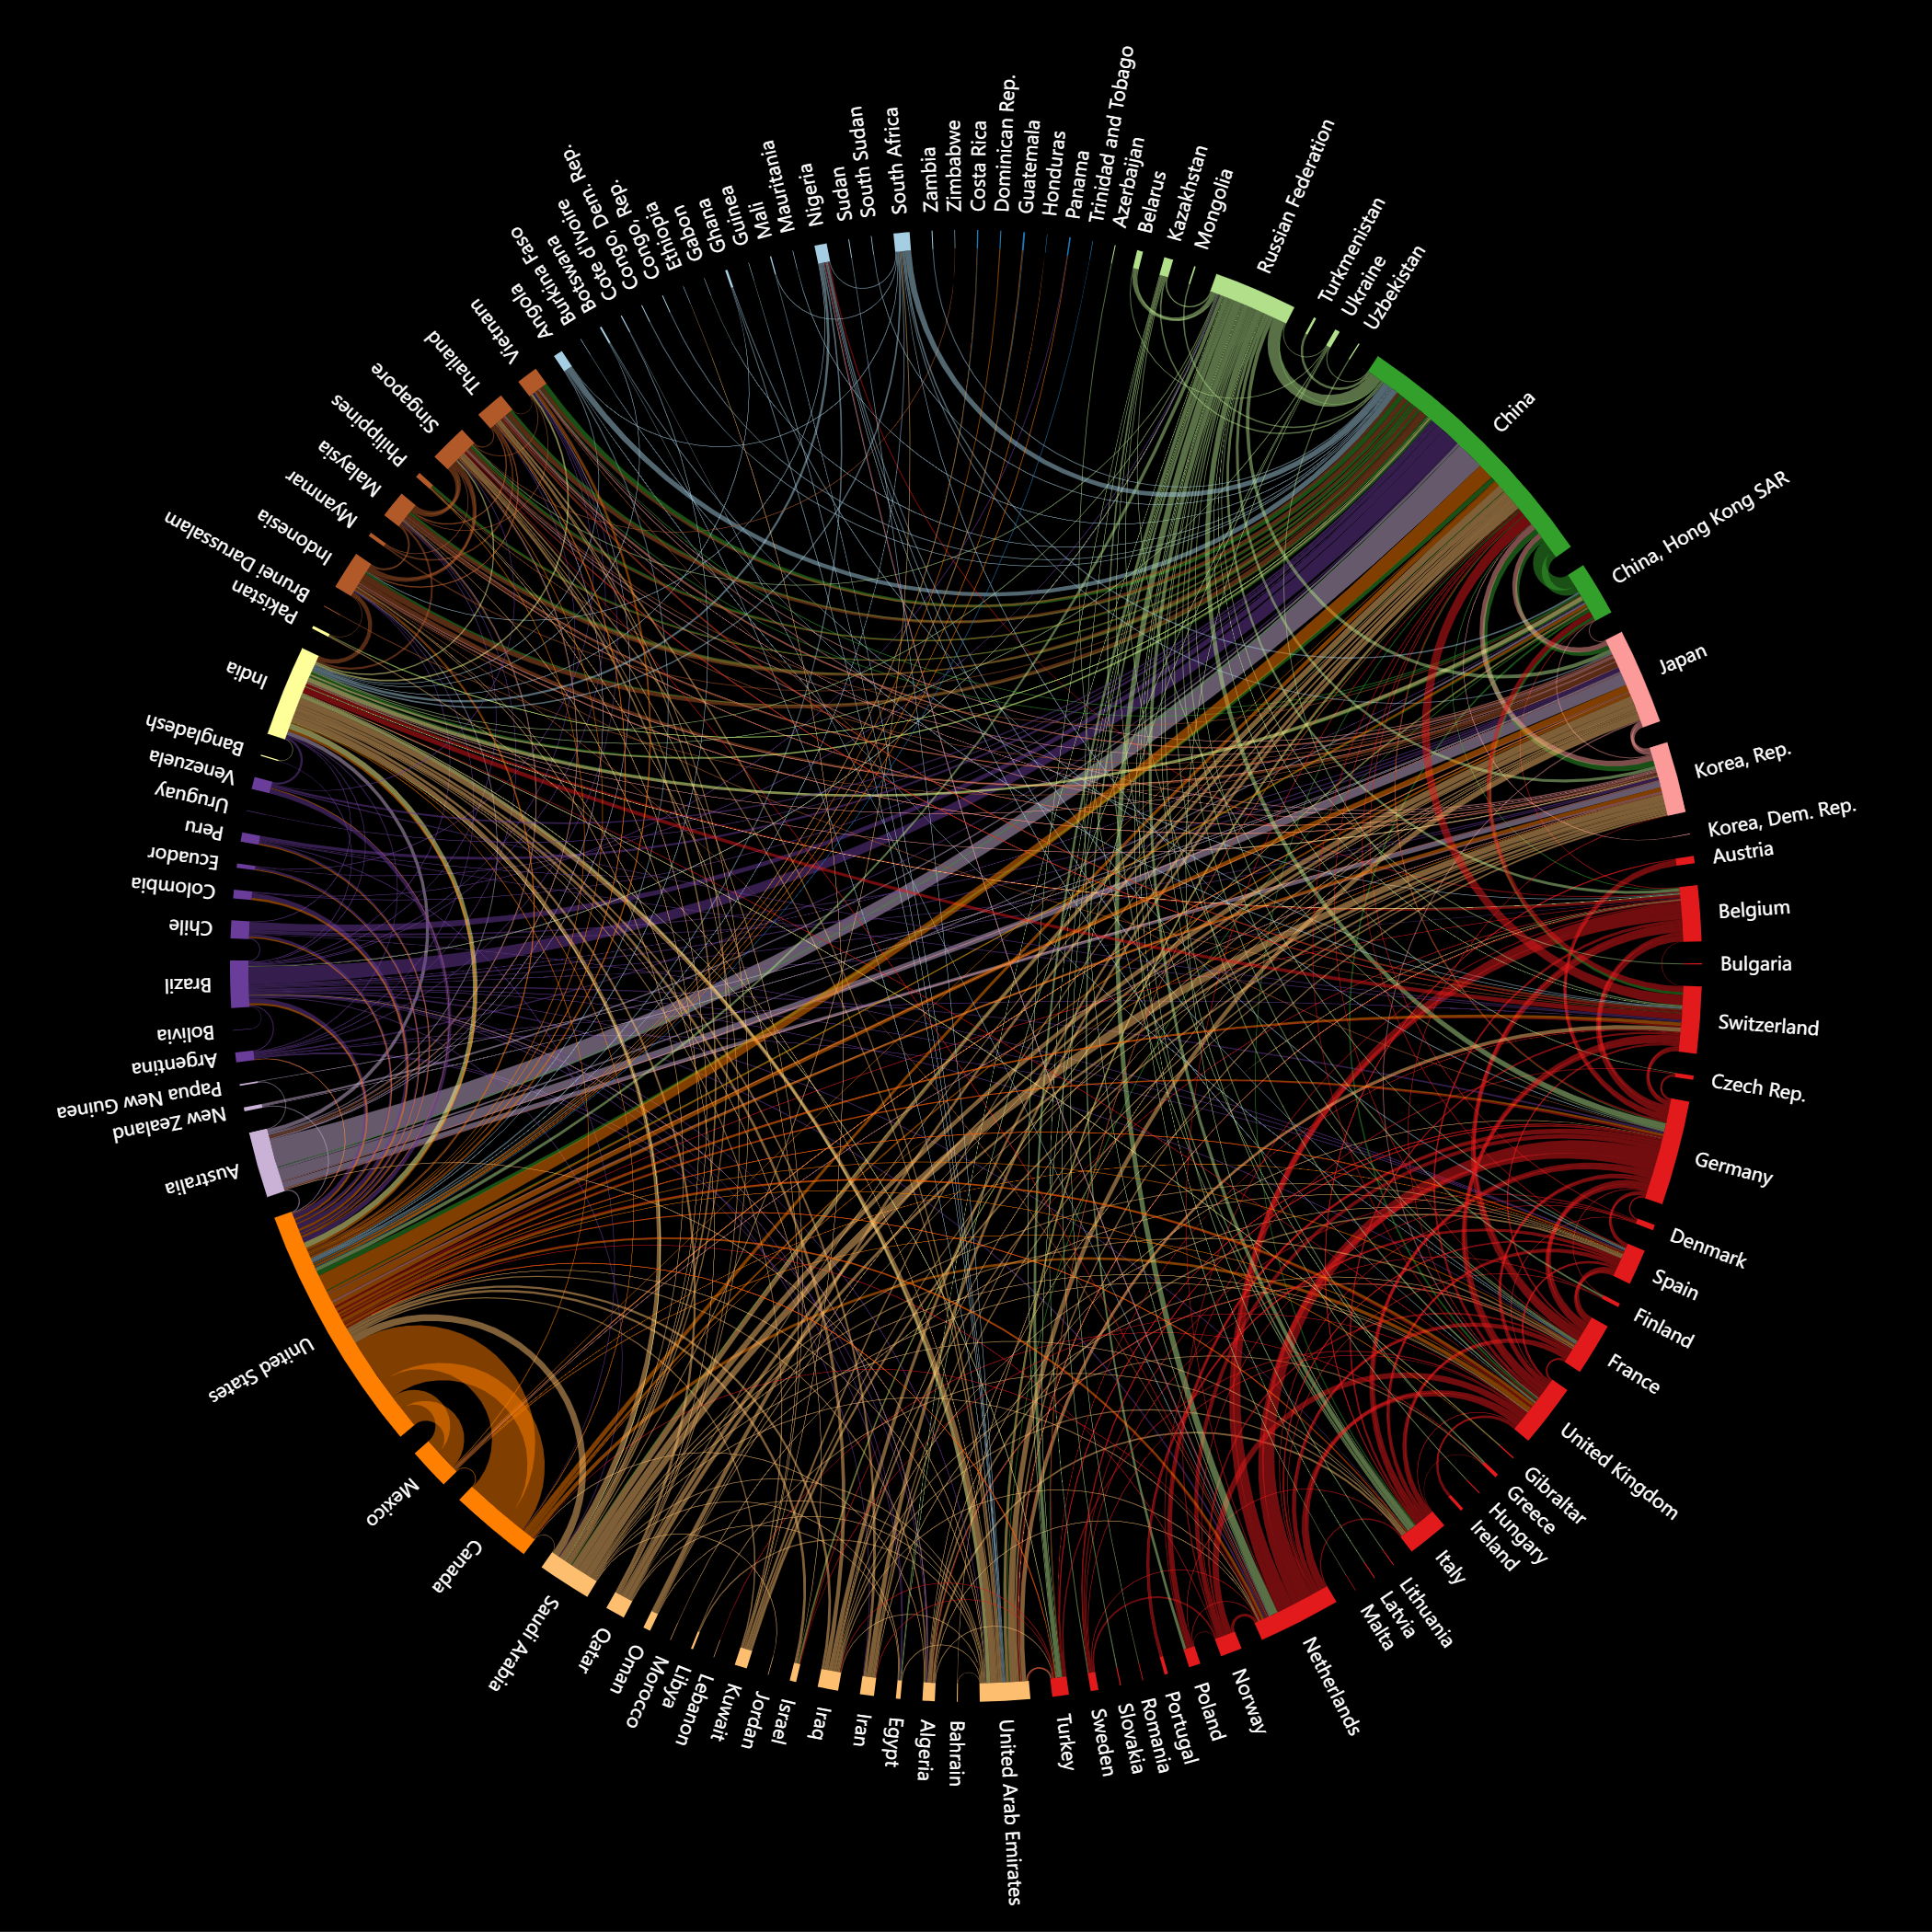 Trinidad and Tobago
Azerbaijan
Belarus
Kazakhstan
Mongolia
Russian Federation
Turkmenistan
Ukraine
Uzbekistan
China
China, Hong Kong SAR
Japan
Korea, Rep.
Korea, Dem. Rep.
Austria
Belgium
Bulgaria
Switzerland
Czech Rep.
Germany
Denmark
Spain
Finland
France
United Kingdom
Gibraltar
Greece
Hungary
Ireland
Italy
Lithuania
Latvia
Malta
Netherlands
Norway
Poland
Portugal
Romania
Slovakia
Sweden
Turkey
United Arab Emirates
Bahrain
Algeria
Egypt
Iran
Iraq
Israel
Jordan
Kuwait
Lebanon
Libya
Morocco
Oman
Qatar
Saudi Arabia
Canada
Mexico
United States
Australia
New Zealand
Papua New Guinea
Argentina
Bolivia
Brazil
Chile
Colombia
Ecuador
Peru
Uruguay
Venezuela
Bangladesh
India
Pakistan
Brunei Darussalam
Indonesia
Myanmar
Malaysia
Philippines
Singapore
Thailand
Vietnam
Angola
Burkina Faso
Botswana
Cote d'Ivoire
Congo, Dem. Rep.
Congo, Rep.
Ethiopia
Gabon
Ghana
Guinea
Mali
Mauritania
Nigeria
Sudan
South Sudan
South Africa
Zambia
Zimbabwe
Costa Rica
Dominican Rep.
Guatemala
Honduras
Panama